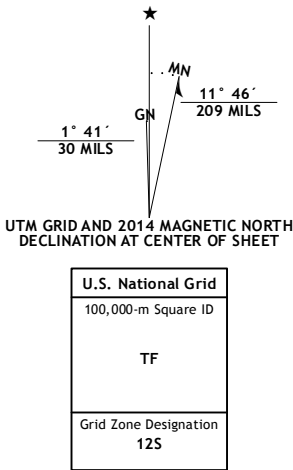 ★
MN
GN
11° 46´
209 MILS
1° 41´
30 MILS
UTM GRID AND 2014 MAGNETIC NORTH
DECLINATION AT CENTER OF SHEET
U.S. National Grid
100,000-m Square ID
TF
Grid Zone Designation
12S